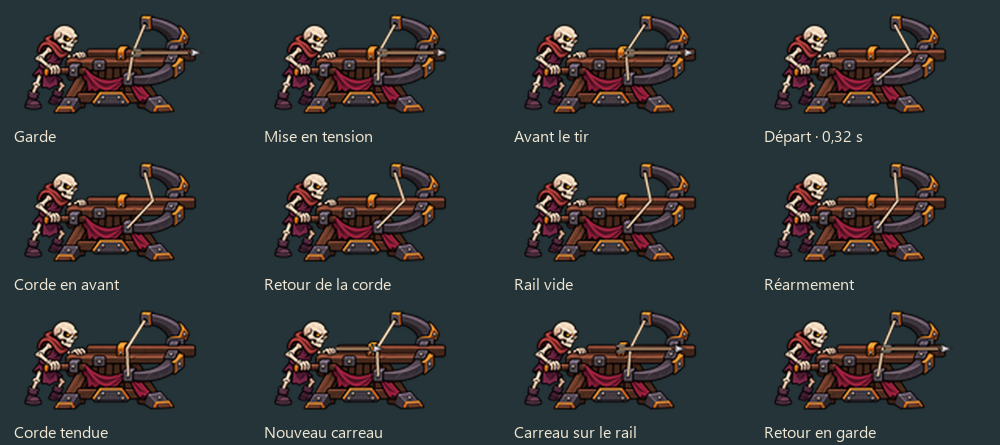 Garde
Mise en tension
Avant le tir
Départ · 0,32 s
Corde en avant
Retour de la corde
Rail vide
Réarmement
Corde tendue
Nouveau carreau
Carreau sur le rail
Retour en garde